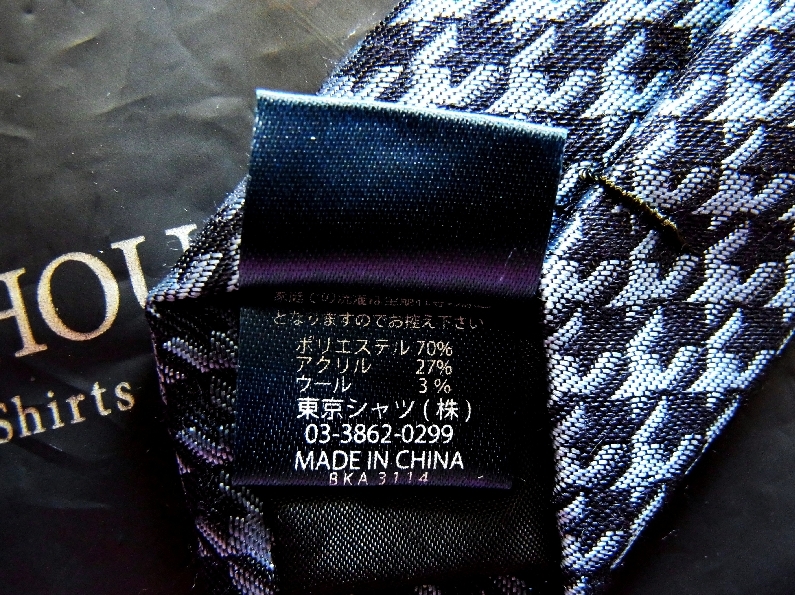 HOU
Shirts
となりますのでお控え下さい
ポリエステル 70%
アクリル 27%
ウール 3%
東京シャツ(株)
03-3862-0299
MADE IN CHINA
BKA 3114